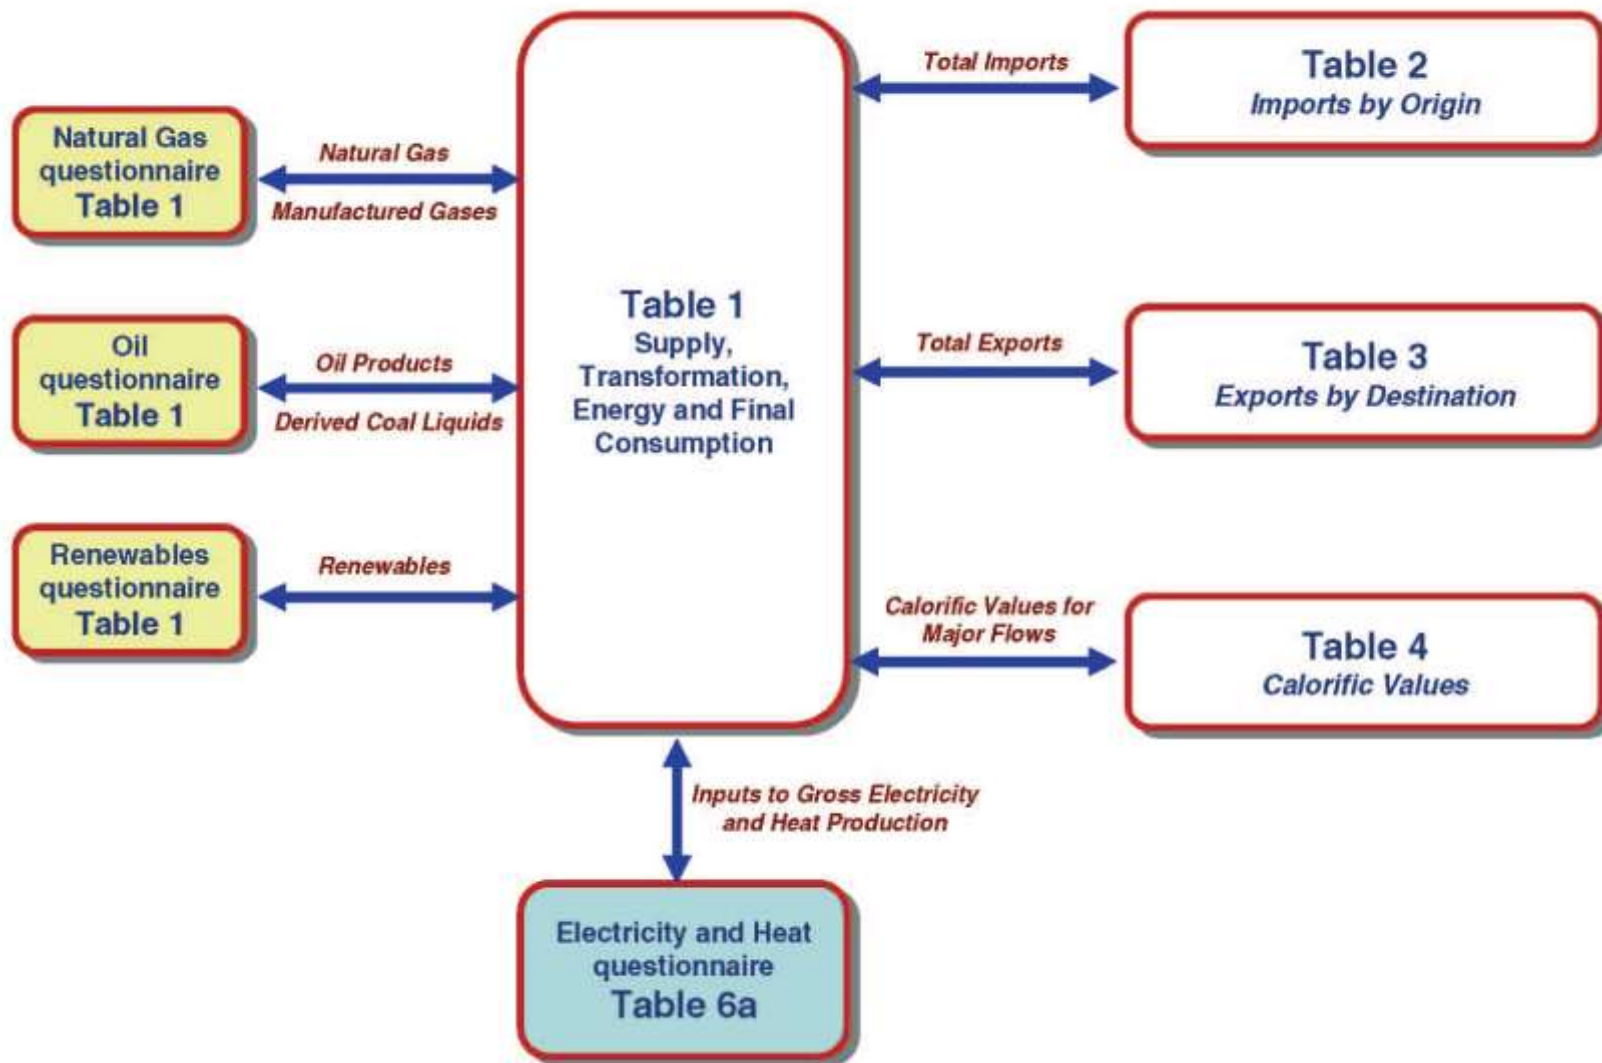 Natural Gas
questionnaire
Table 1
Natural Gas
Manufactured Gases
Oil
questionnaire
Table 1
Oil Products
Derived Coal Liquids
Renewables
questionnaire
Table 1
Renewables
Table 1
Supply,
Transformation,
Energy and Final
Consumption
Total Imports
Table 2
Imports by Origin
Total Exports
Table 3
Exports by Destination
Calorific Values for
Major Flows
Table 4
Calorific Values
Inputs to Gross Electricity
and Heat Production
Electricity and Heat
questionnaire
Table 6a